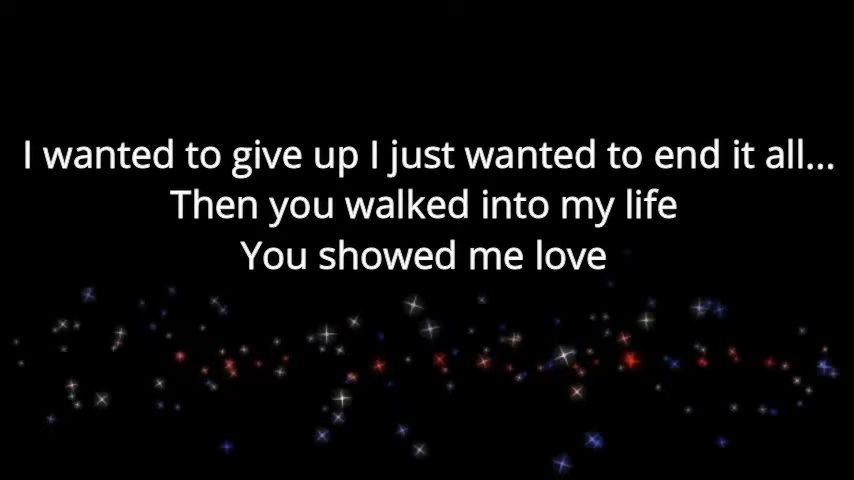 I wanted to give up I just wanted to end it all...
Then you walked into my life
You showed me love